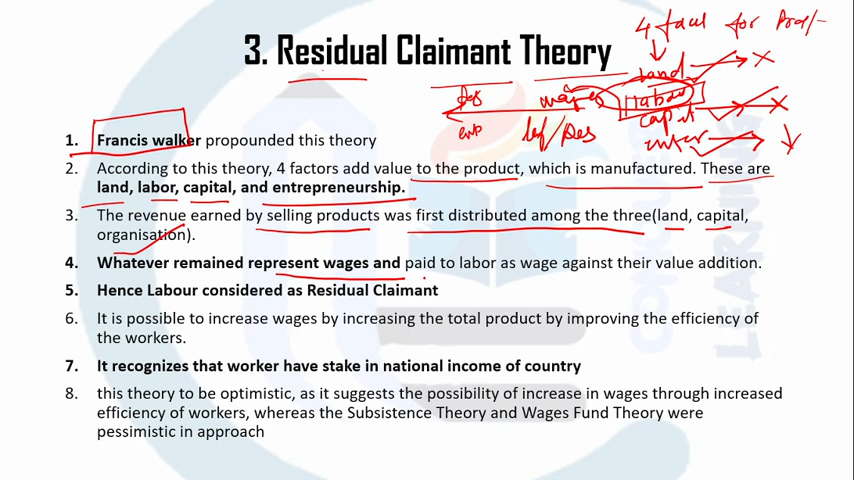 3. Residual Claimant Theory
4 fact for Prof/-
land
wages
labour
1. Francis walker propounded this theory
2. According to this theory, 4 factors add value to the product, which is manufactured. These are
land, labor, capital, and entrepreneurship.
3. The revenue earned by selling products was first distributed among the three(land, capital,
organisation).
4. Whatever remained represent wages and paid to labor as wage against their value addition.
5. Hence Labour considered as Residual Claimant
6. It is possible to increase wages by increasing the total product by improving the efficiency of
the workers.
7. It recognizes that worker have stake in national income of country
8. this theory to be optimistic, as it suggests the possibility of increase in wages through increased
efficiency of workers, whereas the Subsistence Theory and Wages Fund Theory were
pessimistic in approach
LEARNING